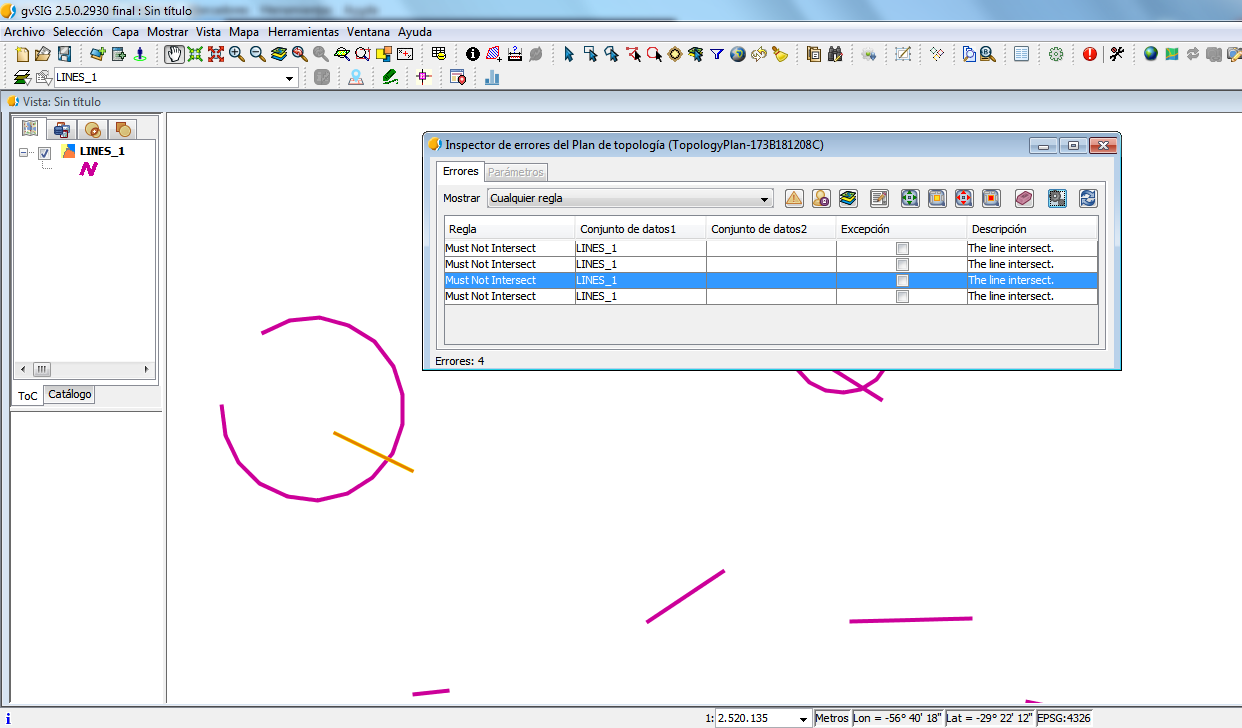 gvSIG 2.5.0.2930 final : Sin título
Archivo Selección Capa Mostrar Vista Mapa Herramientas Ventana Ayuda
LINES_1
Vista: Sin título
LINES_1
ToC Catálogo
Inspector de errores del Plan de topología (TopologyPlan-173B181208C)
Errores Parámetros
Mostrar Cualquier regla
Regla Conjunto de datos1 Conjunto de datos2 Excepción Descripción
Must Not Intersect LINES_1 The line intersect.
Must Not Intersect LINES_1 The line intersect.
Must Not Intersect LINES_1 The line intersect.
Must Not Intersect LINES_1 The line intersect.
Errores: 4
1: 2.520.135 Metros Lon = -56° 40' 18" Lat = -29° 22' 12" EPSG:4326